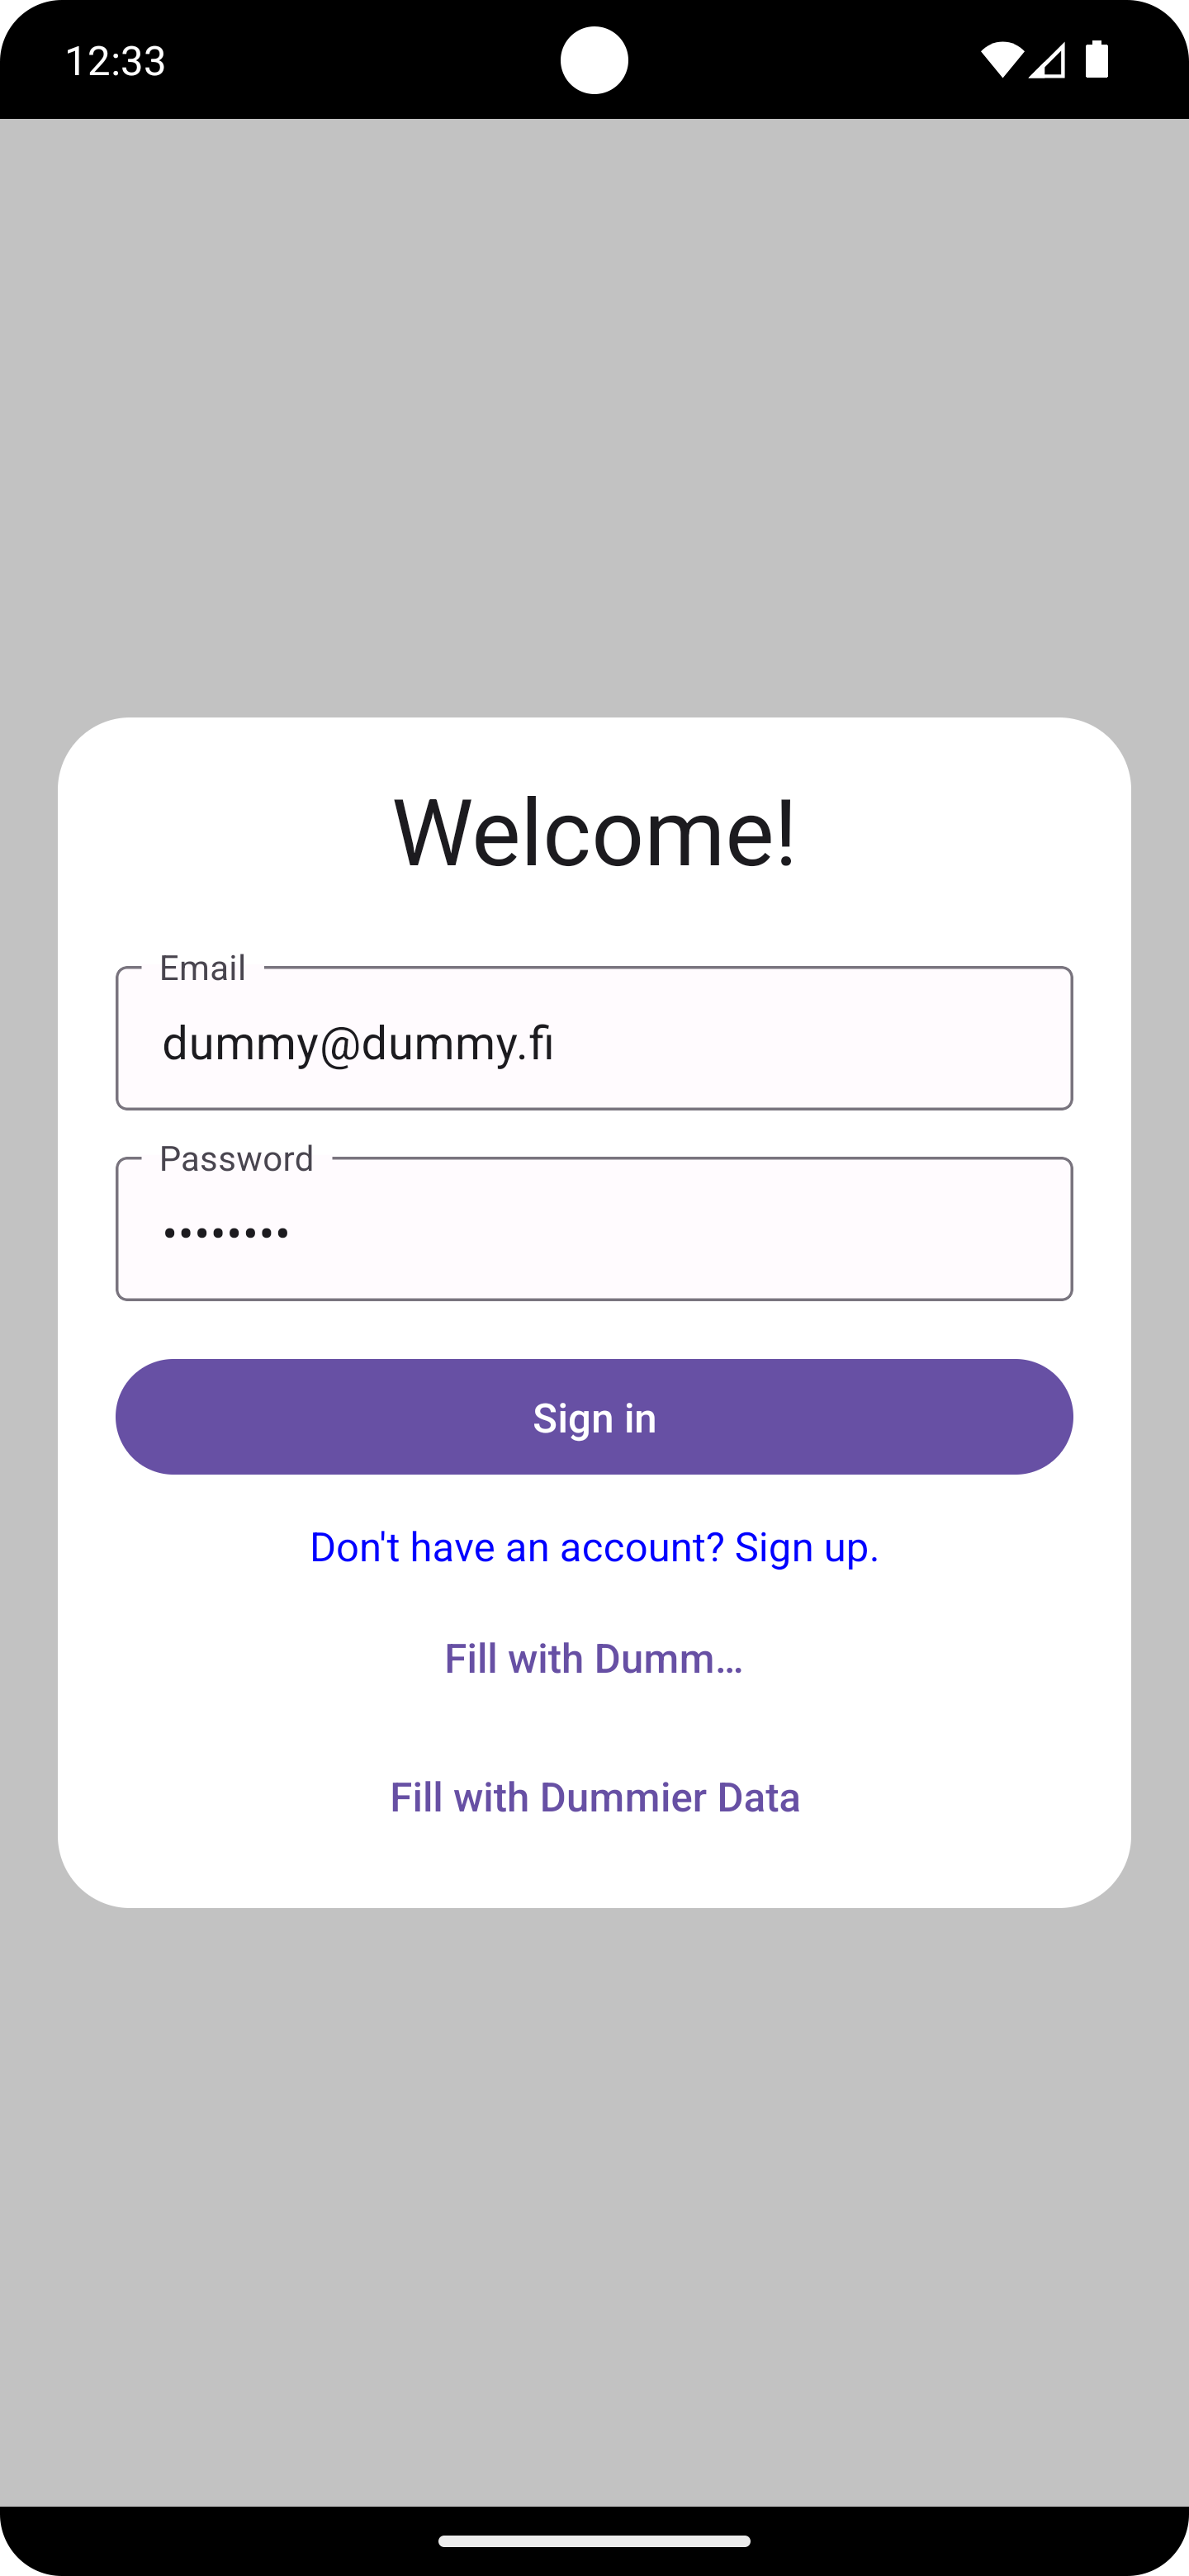 12:33
Welcome!
Email
dummy@dummy.fi
Password
••••••••
Sign in
Don't have an account? Sign up.
Fill with Dumm…
Fill with Dummier Data